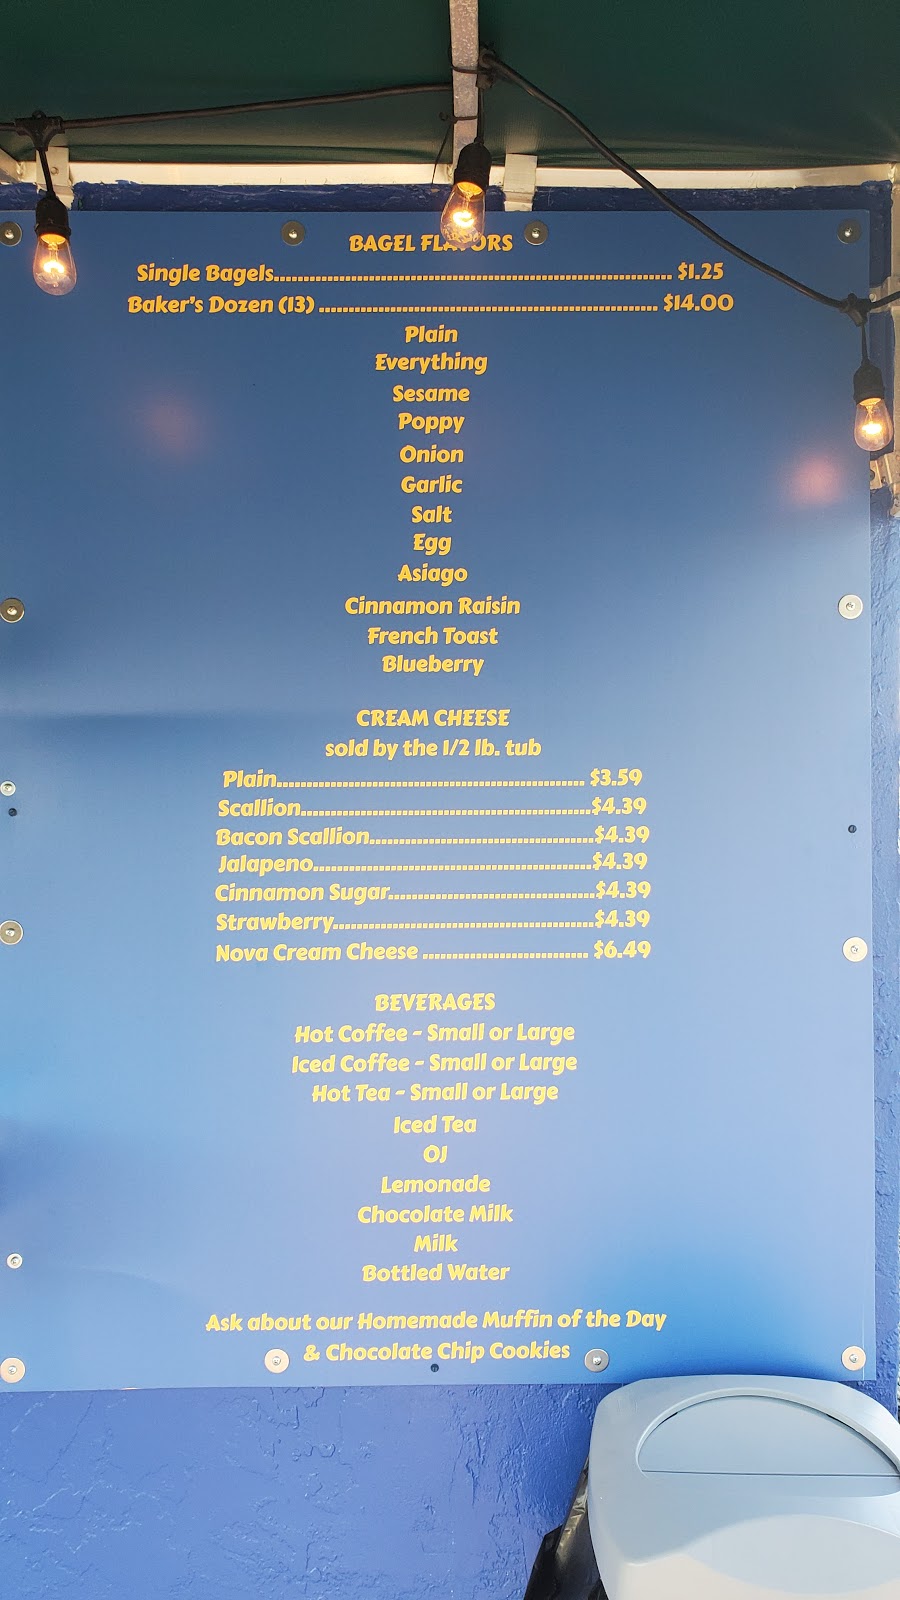 BAGEL FLAVORS
Single Bagels.................................................................... $1.25
Baker's Dozen (13) .......................................................... $14.00
Plain
Everything
Sesame
Poppy
Onion
Garlic
Salt
Egg
Asiago
Cinnamon Raisin
French Toast
Blueberry
CREAM CHEESE
sold by the 1/2 lb. tub
Plain.................................................... $3.59
Scallion.................................................$4.39
Bacon Scallion......................................$4.39
Jalapeno...............................................$4.39
Cinnamon Sugar...................................$4.39
Strawberry............................................$4.39
Nova Cream Cheese ............................ $6.49
BEVERAGES
Hot Coffee - Small or Large
Iced Coffee - Small or Large
Hot Tea - Small or Large
Iced Tea
OJ
Lemonade
Chocolate Milk
Milk
Bottled Water
Ask about our Homemade Muffin of the Day
& Chocolate Chip Cookies